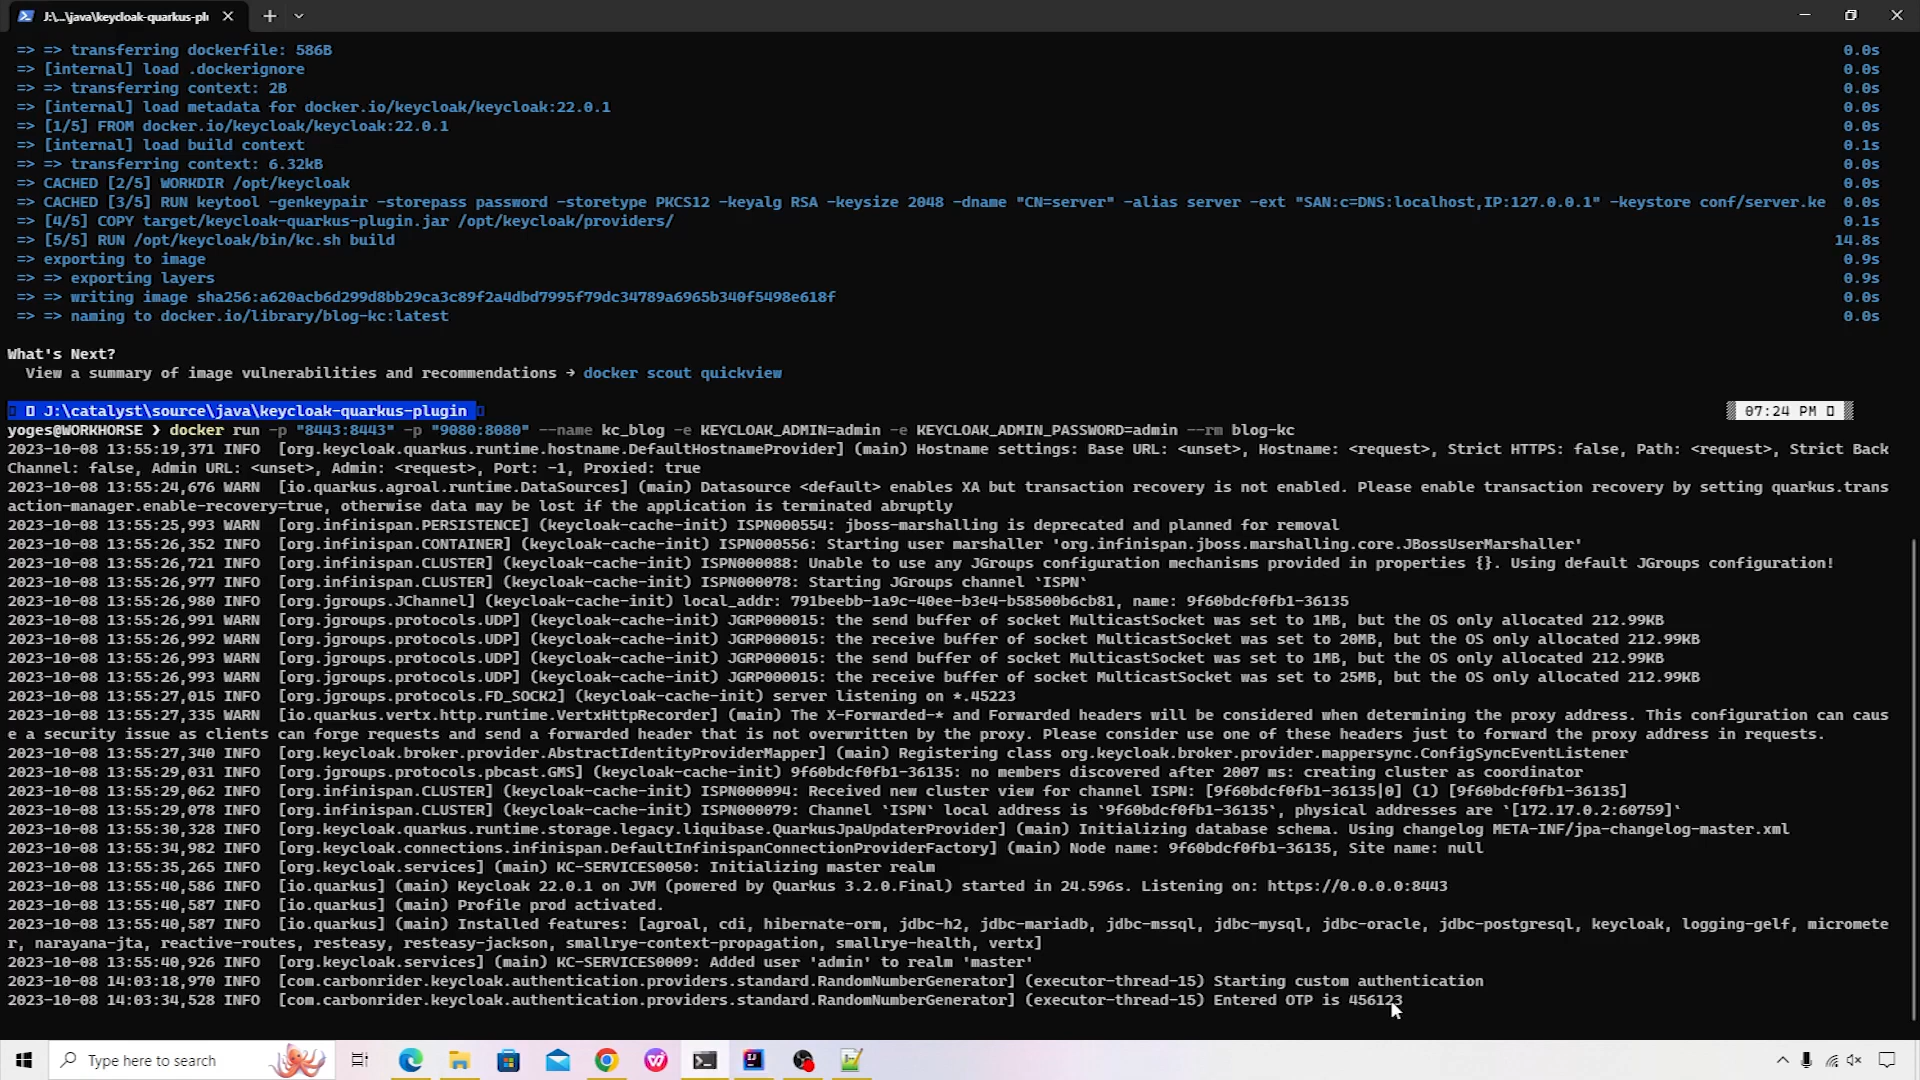 J:\...\java\keycloak-quarkus-plu
=> => transferring dockerfile: 586B 0.0s
=> [internal] load .dockerignore 0.0s
=> => transferring context: 2B 0.0s
=> [internal] load metadata for docker.io/keycloak/keycloak:22.0.1 0.0s
=> [1/5] FROM docker.io/keycloak/keycloak:22.0.1 0.0s
=> [internal] load build context 0.1s
=> => transferring context: 6.32kB 0.0s
=> CACHED [2/5] WORKDIR /opt/keycloak 0.0s
=> CACHED [3/5] RUN keytool -genkeypair -storepass password -storetype PKCS12 -keyalg RSA -keysize 2048 -dname "CN=server" -alias server -ext "SAN:c=DNS:localhost,IP:127.0.0.1" -keystore conf/server.ke 0.0s
=> [4/5] COPY target/keycloak-quarkus-plugin.jar /opt/keycloak/providers/ 0.1s
=> [5/5] RUN /opt/keycloak/bin/kc.sh build 14.8s
=> exporting to image 0.9s
=> => exporting layers 0.9s
=> => writing image sha256:a620acb6d299d8bb29ca3c89f2a4dbd7995f79dc34789a6965b340f5498e618f 0.0s
=> => naming to docker.io/library/blog-kc:latest 0.0s
What's Next?
View a summary of image vulnerabilities and recommendations → docker scout quickview
J:\catalyst\source\java\keycloak-quarkus-plugin 07:24 PM
yoges@WORKHORSE ❯ docker run -p "8443:8443" -p "9080:8080" --name kc_blog -e KEYCLOAK_ADMIN=admin -e KEYCLOAK_ADMIN_PASSWORD=admin --rm blog-kc
2023-10-08 13:55:19,371 INFO [org.keycloak.quarkus.runtime.hostname.DefaultHostnameProvider] (main) Hostname settings: Base URL: <unset>, Hostname: <request>, Strict HTTPS: false, Path: <request>, Strict Back
Channel: false, Admin URL: <unset>, Admin: <request>, Port: -1, Proxied: true
2023-10-08 13:55:24,676 WARN [io.quarkus.agroal.runtime.DataSources] (main) Datasource <default> enables XA but transaction recovery is not enabled. Please enable transaction recovery by setting quarkus.trans
action-manager.enable-recovery=true, otherwise data may be lost if the application is terminated abruptly
2023-10-08 13:55:25,993 WARN [org.infinispan.PERSISTENCE] (keycloak-cache-init) ISPN000554: jboss-marshalling is deprecated and planned for removal
2023-10-08 13:55:26,352 INFO [org.infinispan.CONTAINER] (keycloak-cache-init) ISPN000556: Starting user marshaller 'org.infinispan.jboss.marshalling.core.JBossUserMarshaller'
2023-10-08 13:55:26,721 INFO [org.infinispan.CLUSTER] (keycloak-cache-init) ISPN000088: Unable to use any JGroups configuration mechanisms provided in properties {}. Using default JGroups configuration!
2023-10-08 13:55:26,977 INFO [org.infinispan.CLUSTER] (keycloak-cache-init) ISPN000078: Starting JGroups channel `ISPN`
2023-10-08 13:55:26,980 INFO [org.jgroups.JChannel] (keycloak-cache-init) local_addr: 791beebb-1a9c-40ee-b3e4-b58500b6cb81, name: 9f60bdcf0fb1-36135
2023-10-08 13:55:26,991 WARN [org.jgroups.protocols.UDP] (keycloak-cache-init) JGRP000015: the send buffer of socket MulticastSocket was set to 1MB, but the OS only allocated 212.99KB
2023-10-08 13:55:26,992 WARN [org.jgroups.protocols.UDP] (keycloak-cache-init) JGRP000015: the receive buffer of socket MulticastSocket was set to 20MB, but the OS only allocated 212.99KB
2023-10-08 13:55:26,993 WARN [org.jgroups.protocols.UDP] (keycloak-cache-init) JGRP000015: the send buffer of socket MulticastSocket was set to 1MB, but the OS only allocated 212.99KB
2023-10-08 13:55:26,993 WARN [org.jgroups.protocols.UDP] (keycloak-cache-init) JGRP000015: the receive buffer of socket MulticastSocket was set to 25MB, but the OS only allocated 212.99KB
2023-10-08 13:55:27,015 INFO [org.jgroups.protocols.FD_SOCK2] (keycloak-cache-init) server listening on *.45223
2023-10-08 13:55:27,335 WARN [io.quarkus.vertx.http.runtime.VertxHttpRecorder] (main) The X-Forwarded-* and Forwarded headers will be considered when determining the proxy address. This configuration can caus
e a security issue as clients can forge requests and send a forwarded header that is not overwritten by the proxy. Please consider use one of these headers just to forward the proxy address in requests.
2023-10-08 13:55:27,340 INFO [org.keycloak.broker.provider.AbstractIdentityProviderMapper] (main) Registering class org.keycloak.broker.provider.mappersync.ConfigSyncEventListener
2023-10-08 13:55:29,031 INFO [org.jgroups.protocols.pbcast.GMS] (keycloak-cache-init) 9f60bdcf0fb1-36135: no members discovered after 2007 ms: creating cluster as coordinator
2023-10-08 13:55:29,062 INFO [org.infinispan.CLUSTER] (keycloak-cache-init) ISPN000094: Received new cluster view for channel ISPN: [9f60bdcf0fb1-36135|0] (1) [9f60bdcf0fb1-36135]
2023-10-08 13:55:29,078 INFO [org.infinispan.CLUSTER] (keycloak-cache-init) ISPN000079: Channel `ISPN` local address is `9f60bdcf0fb1-36135`, physical addresses are `[172.17.0.2:60759]`
2023-10-08 13:55:30,328 INFO [org.keycloak.quarkus.runtime.storage.legacy.liquibase.QuarkusJpaUpdaterProvider] (main) Initializing database schema. Using changelog META-INF/jpa-changelog-master.xml
2023-10-08 13:55:34,982 INFO [org.keycloak.connections.infinispan.DefaultInfinispanConnectionProviderFactory] (main) Node name: 9f60bdcf0fb1-36135, Site name: null
2023-10-08 13:55:35,265 INFO [org.keycloak.services] (main) KC-SERVICES0050: Initializing master realm
2023-10-08 13:55:40,586 INFO [io.quarkus] (main) Keycloak 22.0.1 on JVM (powered by Quarkus 3.2.0.Final) started in 24.596s. Listening on: https://0.0.0.0:8443
2023-10-08 13:55:40,587 INFO [io.quarkus] (main) Profile prod activated.
2023-10-08 13:55:40,587 INFO [io.quarkus] (main) Installed features: [agroal, cdi, hibernate-orm, jdbc-h2, jdbc-mariadb, jdbc-mssql, jdbc-mysql, jdbc-oracle, jdbc-postgresql, keycloak, logging-gelf, micromete
r, narayana-jta, reactive-routes, resteasy, resteasy-jackson, smallrye-context-propagation, smallrye-health, vertx]
2023-10-08 13:55:40,926 INFO [org.keycloak.services] (main) KC-SERVICES0009: Added user 'admin' to realm 'master'
2023-10-08 14:03:18,970 INFO [com.carbonrider.keycloak.authentication.providers.standard.RandomNumberGenerator] (executor-thread-15) Starting custom authentication
2023-10-08 14:03:34,528 INFO [com.carbonrider.keycloak.authentication.providers.standard.RandomNumberGenerator] (executor-thread-15) Entered OTP is 456123
Type here to search